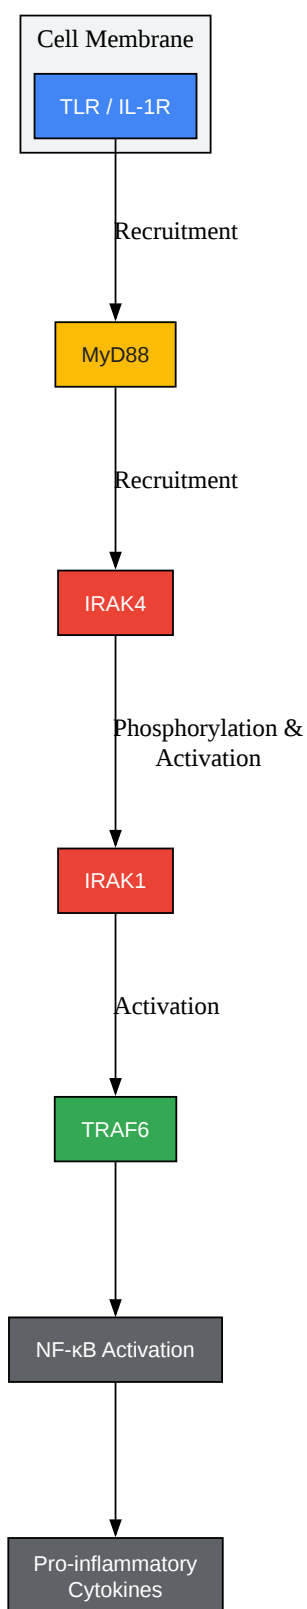 Cell Membrane
TLR / IL-1R
Recruitment
MyD88
Recruitment
IRAK4
Phosphorylation &
Activation
IRAK1
Activation
TRAF6
NF-κB Activation
Pro-inflammatory
Cytokines